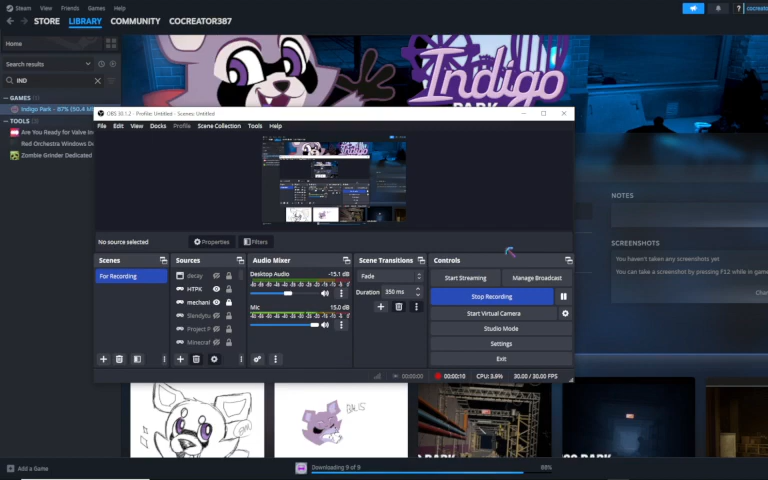 Steam View Friends Games Help
STORE LIBRARY COMMUNITY COCREATOR387
Home
Search results
IND
GAMES
Indigo Park - 87%
TOOLS
Are You Ready for Valve In
Red Orchestra Windows De
Zombie Grinder Dedicated
Indigo
PARK
OBS 30.1.2 - Profile: Untitled - Scenes: Untitled
File Edit View Docks Profile Scene Collection Tools Help
No source selected
Properties
Filters
Scenes
For Recording
Sources
decay
HTPK
mechani
Slendytu
Project P
Minecraf
Audio Mixer
Desktop Audio -15.1 dB
Mic 15.0 dB
Scene Transitions
Fade
Duration 350 ms
Controls
Start Streaming
Manage Broadcast
Stop Recording
Start Virtual Camera
Studio Mode
Settings
Exit
00:00:00
00:00:10
CPU: 3.9%
30.00 / 30.00 FPS
NOTES
SCREENSHOTS
You haven't taken any screenshots yet
You can take a screenshot by pressing F12 while in game
Add a Game
Downloading 9 of 9
88%